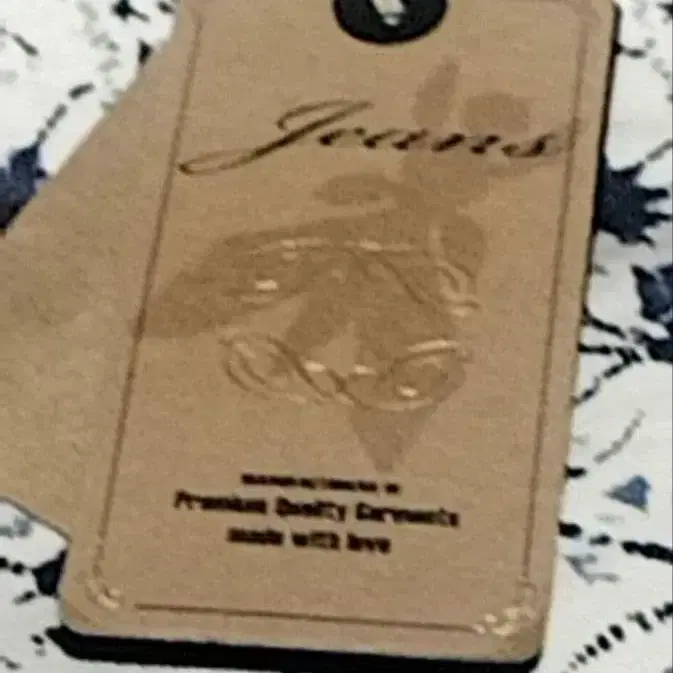 Jeans
Premium Quality Garments
made with love